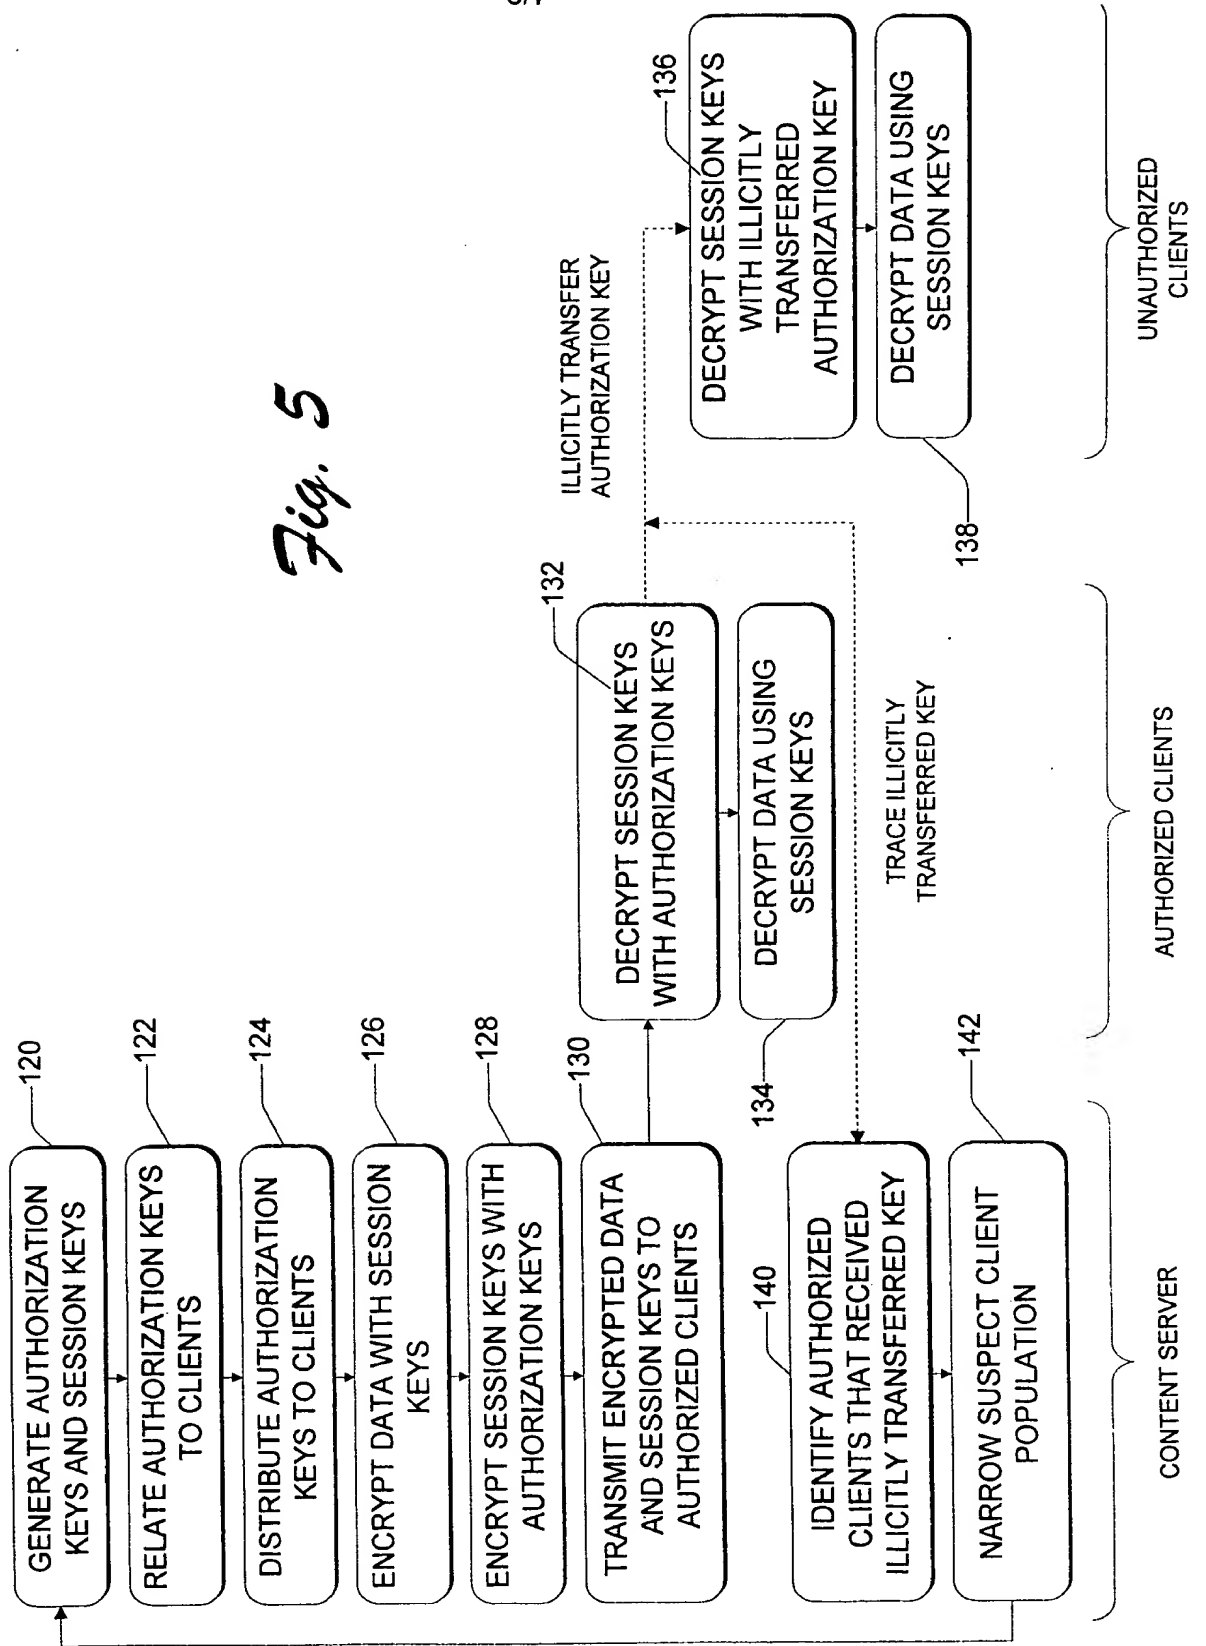 Fig. 5
GENERATE AUTHORIZATION
KEYS AND SESSION KEYS
120
RELATE AUTHORIZATION KEYS
TO CLIENTS
122
DISTRIBUTE AUTHORIZATION
KEYS TO CLIENTS
124
ENCRYPT DATA WITH SESSION
KEYS
126
ENCRYPT SESSION KEYS WITH
AUTHORIZATION KEYS
128
TRANSMIT ENCRYPTED DATA
AND SESSION KEYS TO
AUTHORIZED CLIENTS
130
DECRYPT SESSION KEYS
WITH AUTHORIZATION KEYS
132
DECRYPT DATA USING
SESSION KEYS
134
ILLICITLY TRANSFER
AUTHORIZATION KEY
DECRYPT SESSION KEYS
WITH ILLICITLY
TRANSFERRED
AUTHORIZATION KEY
136
DECRYPT DATA USING
SESSION KEYS
138
TRACE ILLICITLY
TRANSFERRED KEY
140
IDENTIFY AUTHORIZED
CLIENTS THAT RECEIVED
ILLICITLY TRANSFERRED KEY
NARROW SUSPECT CLIENT
POPULATION
142
CONTENT SERVER
AUTHORIZED CLIENTS
UNAUTHORIZED
CLIENTS